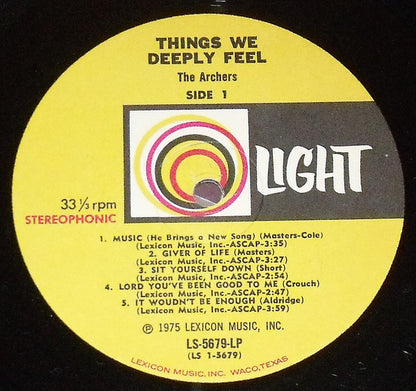 THINGS WE
DEEPLY FEEL
The Archers
SIDE 1
LIGHT
33 ⅓ rpm
STEREOPHONIC
1. MUSIC (He Brings a New Song) (Masters-Cole)
(Lexicon Music, Inc.-ASCAP-3:35)
2. GIVER OF LIFE (Masters)
(Lexicon Music, Inc.-ASCAP-3:27)
3. SIT YOURSELF DOWN (Short)
(Lexicon Music, Inc.-ASCAP-2:54)
4. LORD YOU'VE BEEN GOOD TO ME (Crouch)
(Lexicon Music, Inc.-ASCAP-2:47)
5. IT WOUDN'T BE ENOUGH (Aldridge)
(Lexicon Music, Inc.-ASCAP-3:59)
℗ 1975 LEXICON MUSIC, INC.
LS-5679-LP
(LS 1-5679)
LEXICON MUSIC, INC. WACO, TEXAS